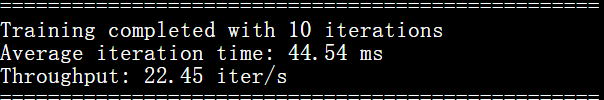 ==================================================
Training completed with 10 iterations
Average iteration time: 44.54 ms
Throughput: 22.45 iter/s
==================================================